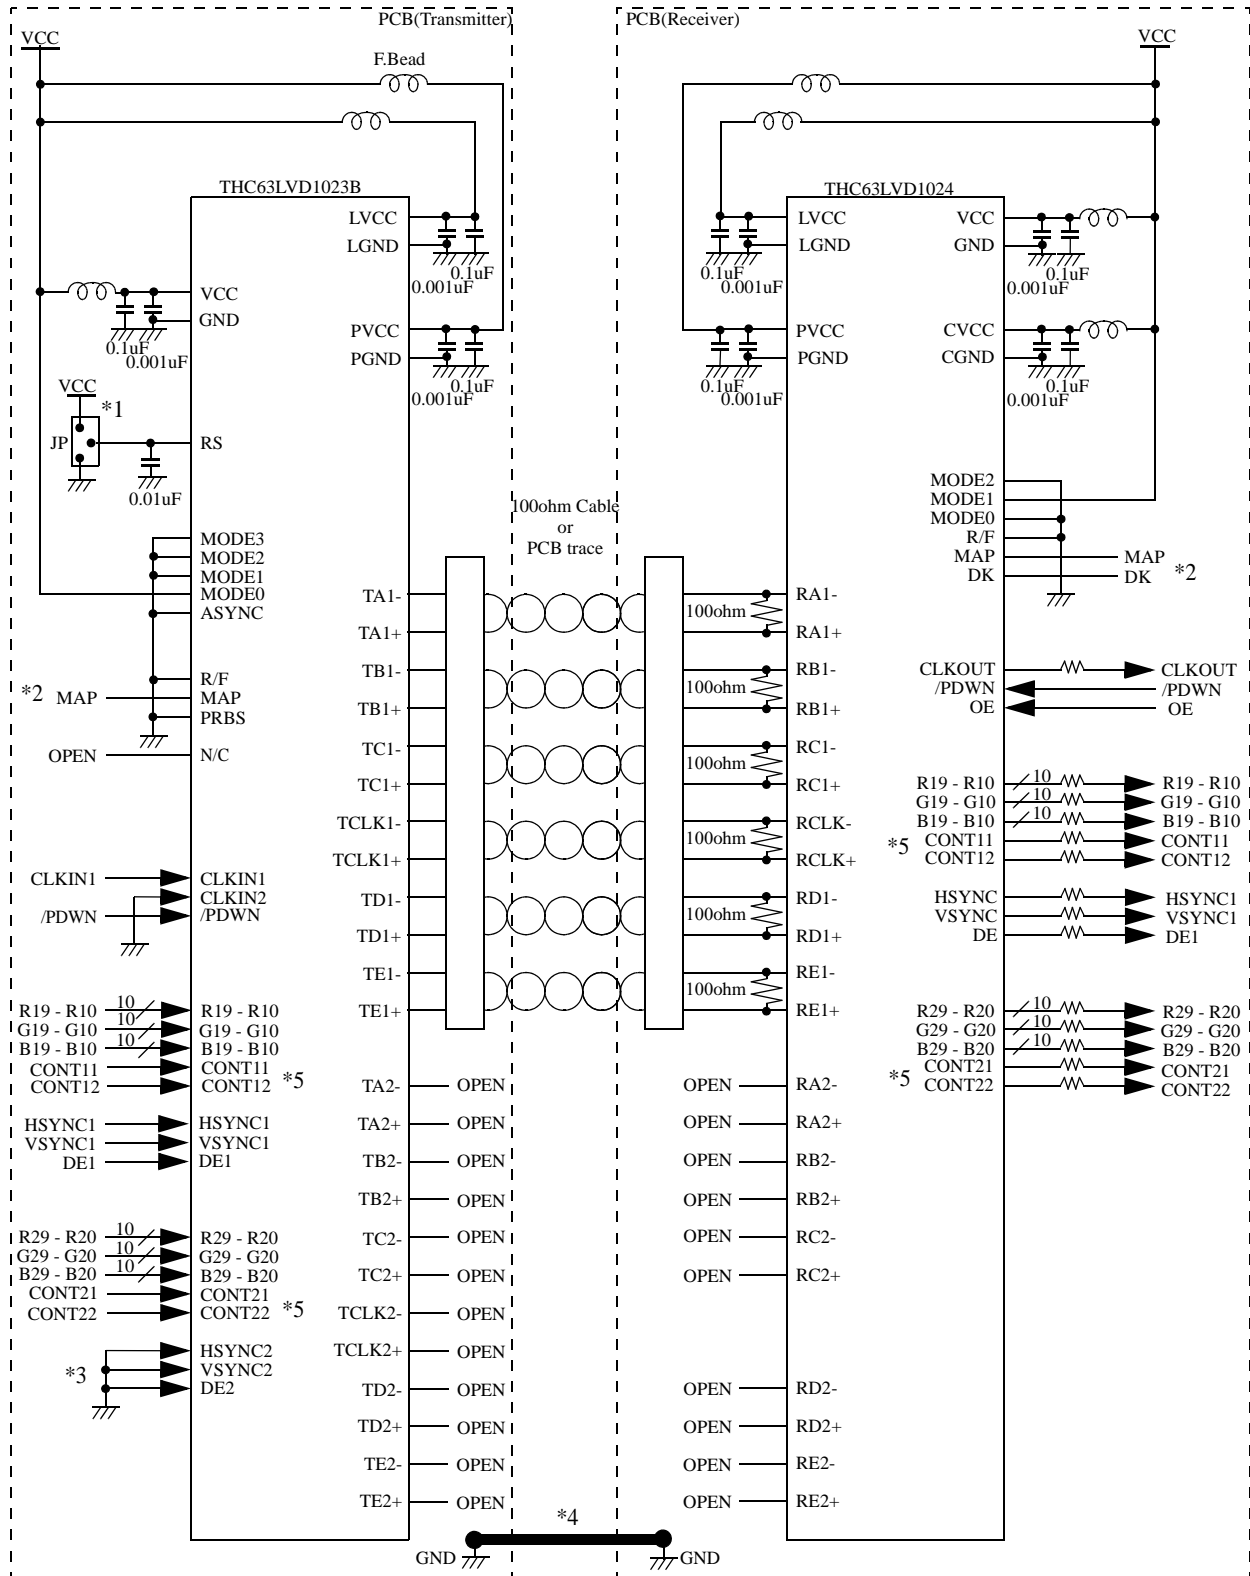 PCB(Transmitter)
PCB(Receiver)
VCC
VCC
F.Bead
THC63LVD1023B
LVCC
LGND
0.1uF
0.001uF
VCC
GND
0.1uF
0.001uF
PVCC
PGND
0.1uF
0.001uF
VCC
*1
JP
RS
0.01uF
MODE3
MODE2
MODE1
MODE0
ASYNC
R/F
*2 MAP
MAP
PRBS
OPEN
N/C
CLKIN1
CLKIN1
CLKIN2
/PDWN
/PDWN
R19 - R10
10
R19 - R10
G19 - G10
10
G19 - G10
B19 - B10
10
B19 - B10
CONT11
CONT11
CONT12
CONT12
*5
HSYNC1
HSYNC1
VSYNC1
VSYNC1
DE1
DE1
R29 - R20
10
R29 - R20
G29 - G20
10
G29 - G20
B29 - B20
10
B29 - B20
CONT21
CONT21
CONT22
CONT22
*5
*3
HSYNC2
VSYNC2
DE2
TA1-
TA1+
TB1-
TB1+
TC1-
TC1+
TCLK1-
TCLK1+
TD1-
TD1+
TE1-
TE1+
TA2-
OPEN
TA2+
OPEN
TB2-
OPEN
TB2+
OPEN
TC2-
OPEN
TC2+
OPEN
TCLK2-
OPEN
TCLK2+
OPEN
TD2-
OPEN
TD2+
OPEN
TE2-
OPEN
TE2+
OPEN
100ohm Cable
or
PCB trace
*4
GND
GND
THC63LVD1024
LVCC
LGND
0.1uF
0.001uF
PVCC
PGND
0.1uF
0.001uF
VCC
GND
0.1uF
0.001uF
CVCC
CGND
0.1uF
0.001uF
MODE2
MODE1
MODE0
R/F
MAP
MAP
DK
DK
*2
100ohm
RA1-
RA1+
100ohm
RB1-
RB1+
100ohm
RC1-
RC1+
100ohm
RCLK-
RCLK+
100ohm
RD1-
RD1+
100ohm
RE1-
RE1+
OPEN
RA2-
OPEN
RA2+
OPEN
RB2-
OPEN
RB2+
OPEN
RC2-
OPEN
RC2+
OPEN
RD2-
OPEN
RD2+
OPEN
RE2-
OPEN
RE2+
CLKOUT
CLKOUT
/PDWN
/PDWN
OE
OE
R19 - R10
10
R19 - R10
G19 - G10
10
G19 - G10
B19 - B10
10
B19 - B10
*5
CONT11
CONT11
CONT12
CONT12
HSYNC
HSYNC1
VSYNC
VSYNC1
DE
DE1
R29 - R20
10
R29 - R20
G29 - G20
10
G29 - G20
B29 - B20
10
B29 - B20
*5
CONT21
CONT21
CONT22
CONT22